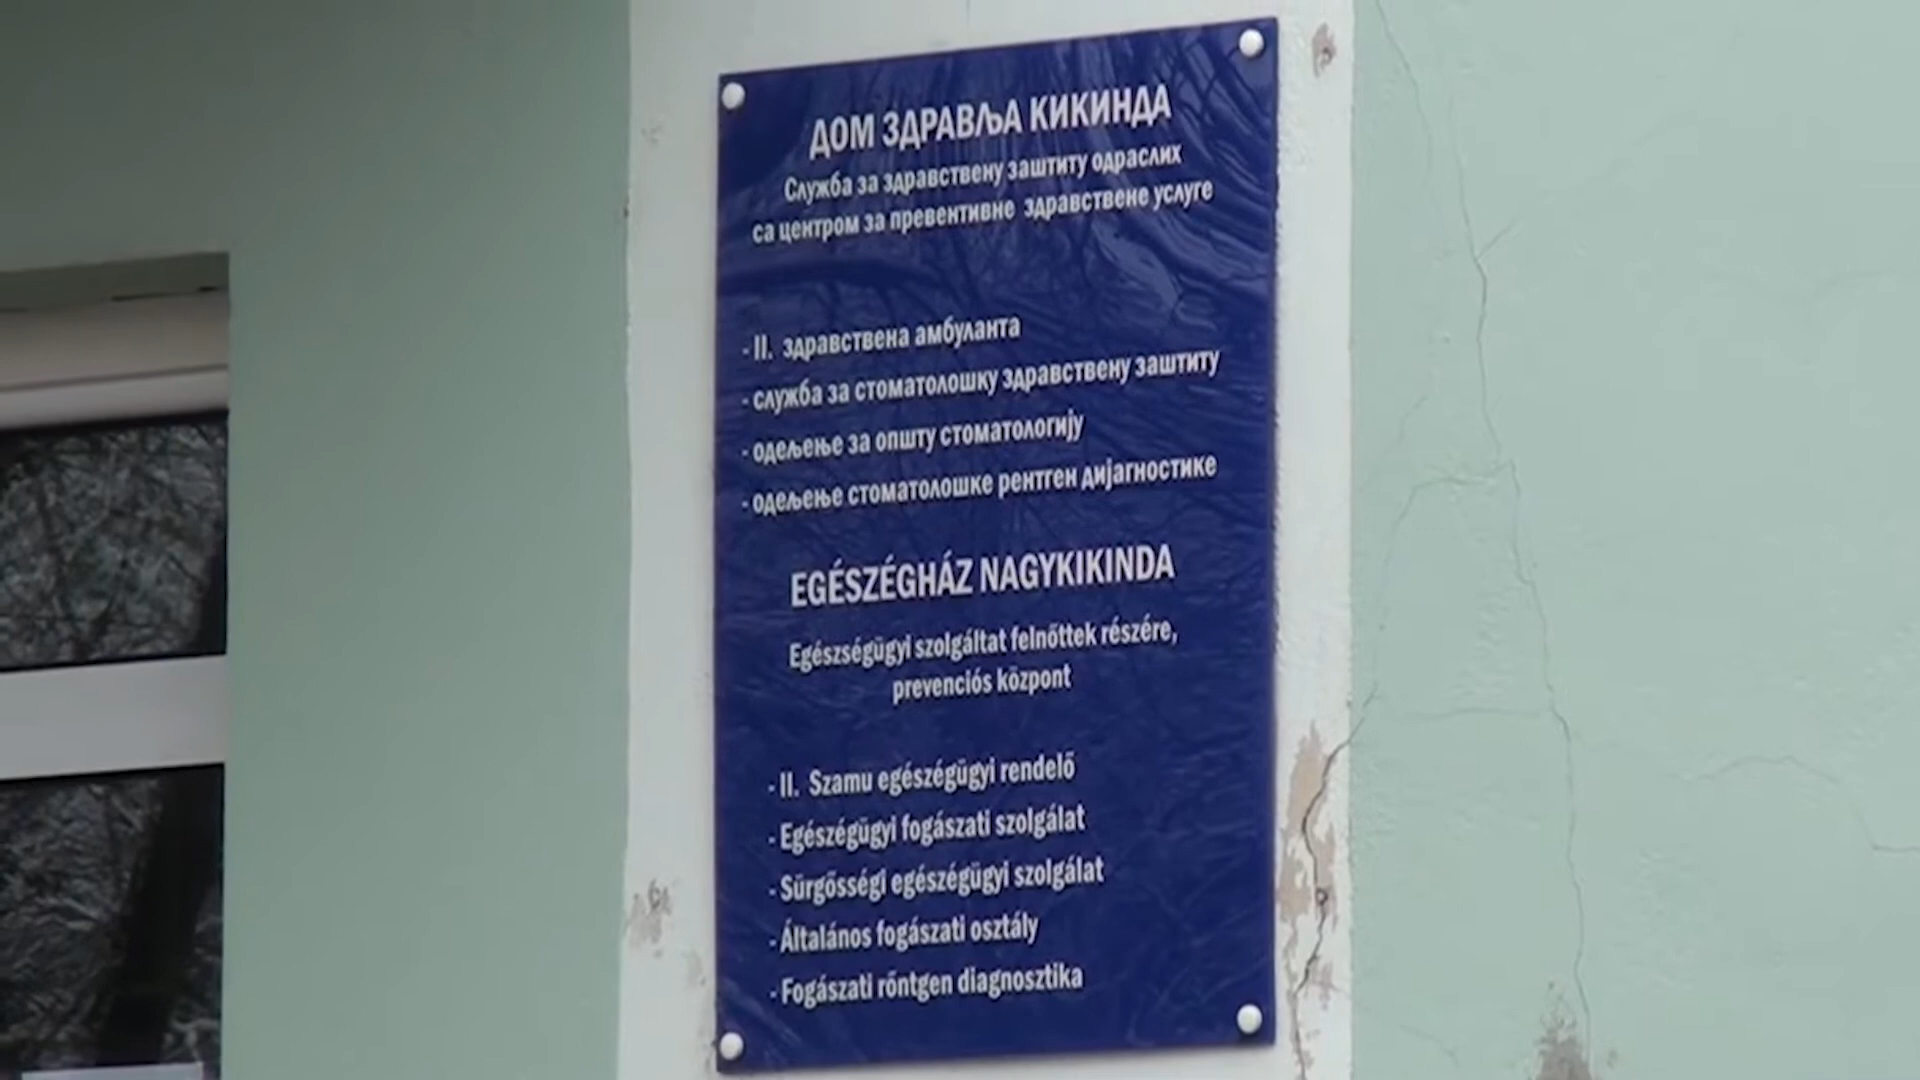 ДОМ ЗДРАВЉА КИКИНДА
Служба за здравствену заштиту одраслих
са центром за превентивне здравствене услуге
- II. здравствена амбуланта
- служба за стоматолошку здравствену заштиту
- одељење за општу стоматологију
- одељење стоматолошке рентген дијагностике
EGÉSZÉGHÁZ NAGYKIKINDA
Egészségügyi szolgáltat felnőttek részére,
prevenciós központ
- II. Szamu egészégügyi rendelő
- Egészégügyi fogászati szolgálat
- Sürgősségi egészégügyi szolgálat
- Általános fogászati osztály
- Fogászati röntgen diagnosztika